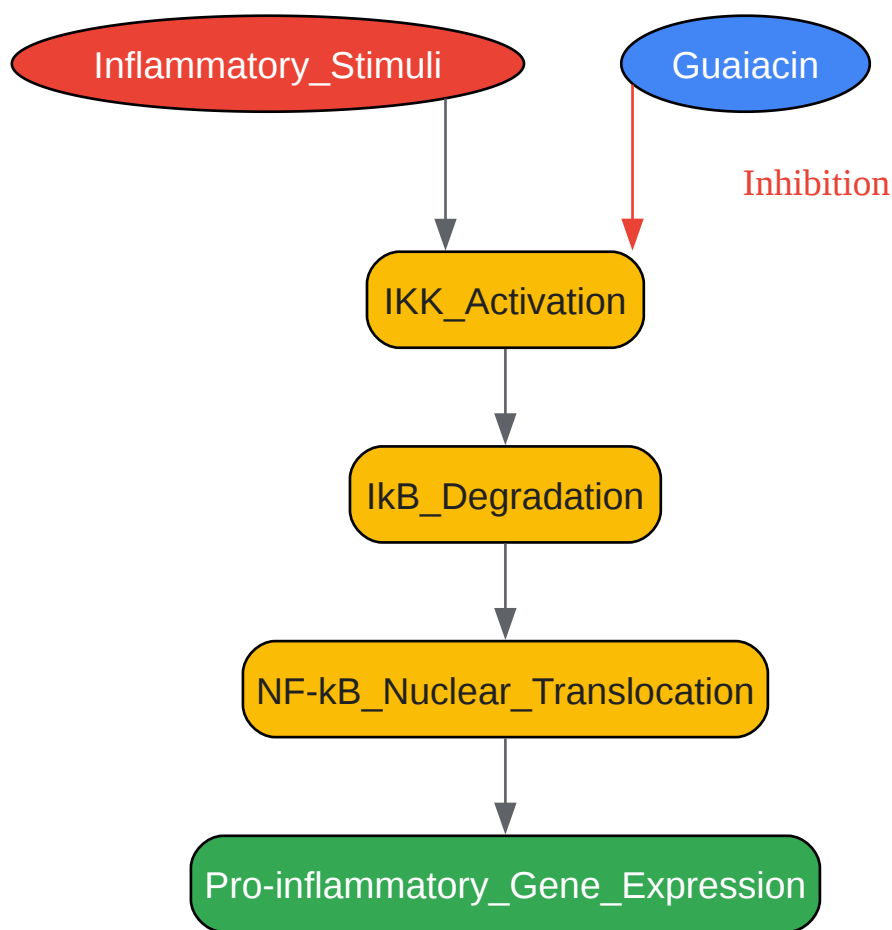 Inflammatory_Stimuli
Guaiacin
Inhibition
IKK_Activation
IkB_Degradation
NF-kB_Nuclear_Translocation
Pro-inflammatory_Gene_Expression